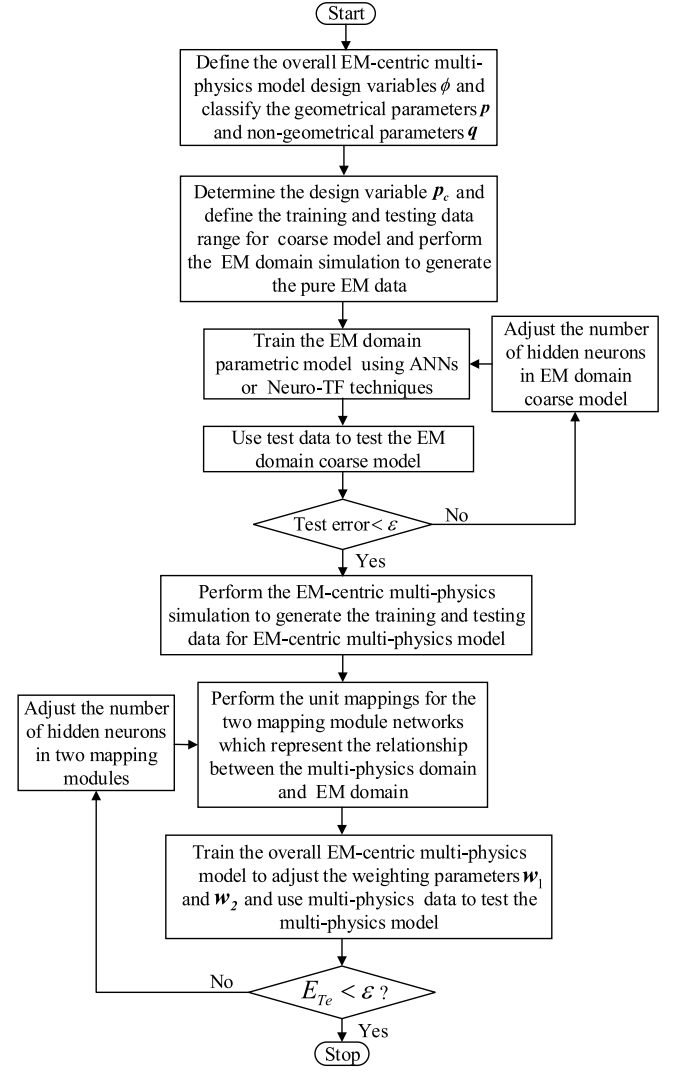 Start
Define the overall EM-centric multi-
physics model design variables ϕ and
classify the geometrical parameters p
and non-geometrical parameters q
Determine the design variable p_c and
define the training and testing data
range for coarse model and perform
the EM domain simulation to generate
the pure EM data
Train the EM domain
parametric model using ANNs
or Neuro-TF techniques
Adjust the number
of hidden neurons
in EM domain
coarse model
Use test data to test the EM
domain coarse model
Test error< ε
No
Yes
Perform the EM-centric multi-physics
simulation to generate the training and testing
data for EM-centric multi-physics model
Adjust the number
of hidden neurons
in two mapping
modules
Perform the unit mappings for the
two mapping module networks
which represent the relationship
between the multi-physics domain
and EM domain
Train the overall EM-centric multi-physics
model to adjust the weighting parameters w_1
and w_2 and use multi-physics data to test the
multi-physics model
No
E_Te < ε ?
Yes
Stop